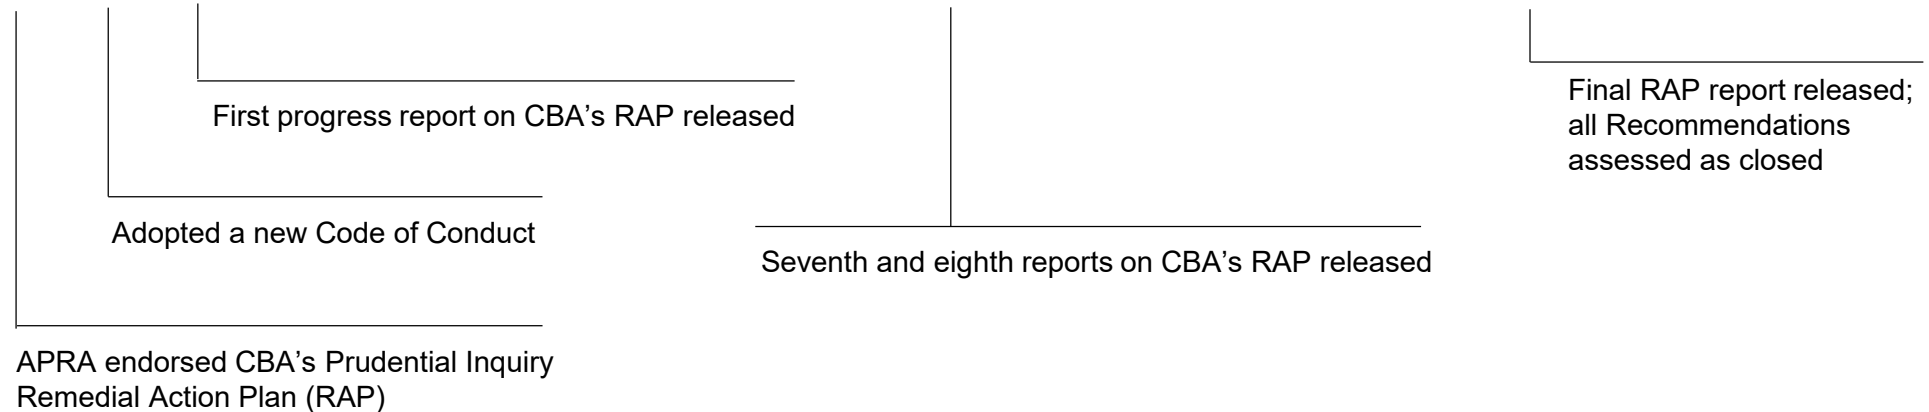 First progress report on CBA’s RAP released
Adopted a new Code of Conduct
APRA endorsed CBA’s Prudential Inquiry
Remedial Action Plan (RAP)
Seventh and eighth reports on CBA’s RAP released
Final RAP report released;
all Recommendations
assessed as closed